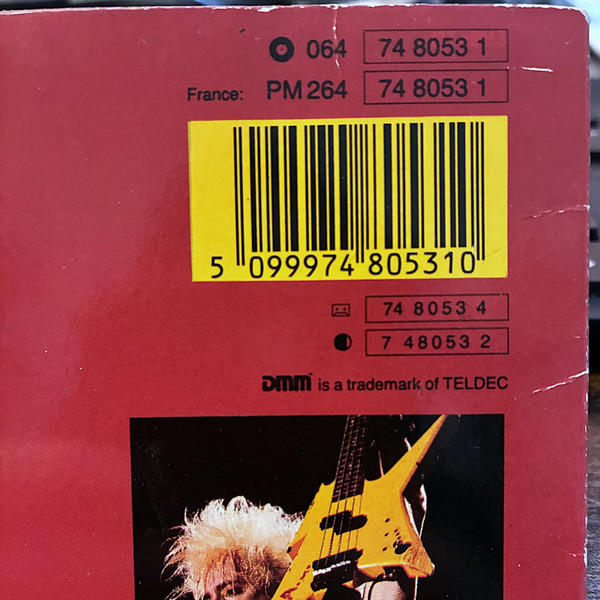 064 74 8053 1
France: PM 264 74 8053 1
5 099974 805310
74 8053 4
7 48053 2
DMM is a trademark of TELDEC